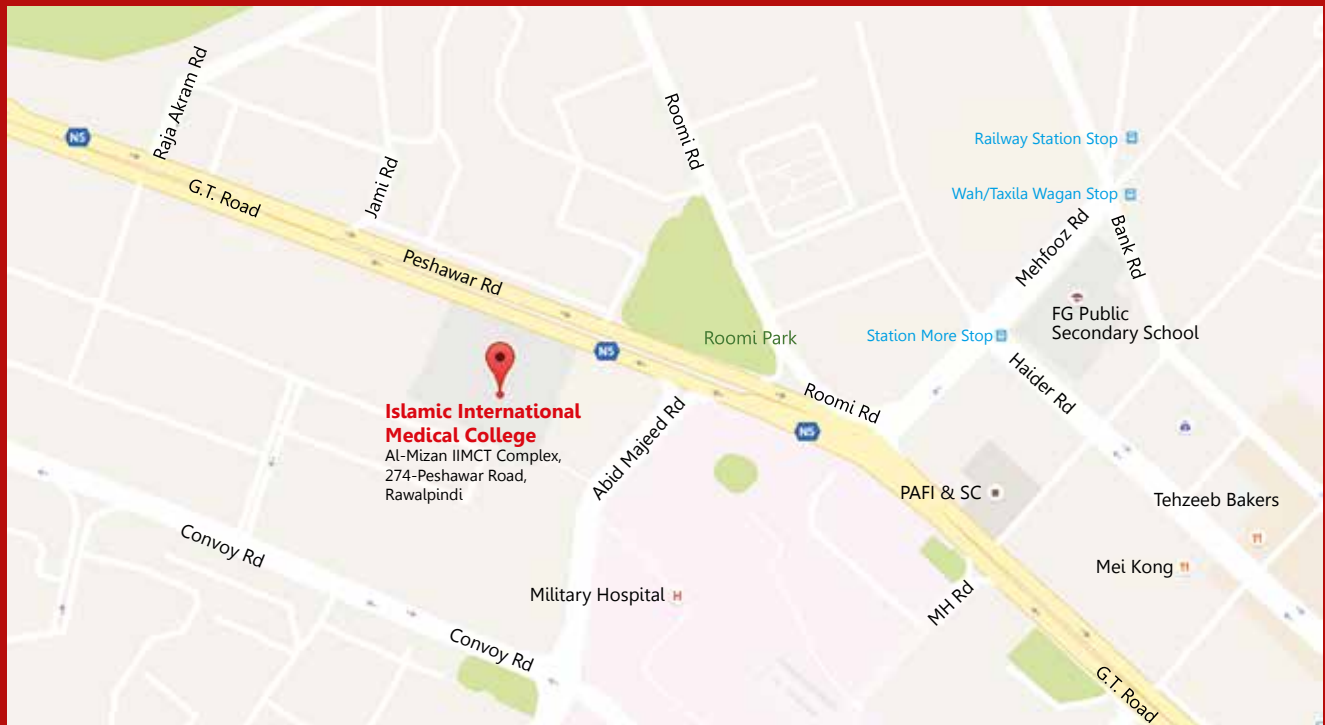 Raja Akram Rd
Roomi Rd
N5
Railway Station Stop
Jami Rd
G.T. Road
Wah/Taxila Wagan Stop
Mehfooz Rd
Bank Rd
Peshawar Rd
FG Public
Secondary School
Roomi Park
Station More Stop
N5
Haider Rd
Roomi Rd
Islamic International
Medical College
Al-Mizan IIMCT Complex,
274-Peshawar Road,
Rawalpindi
Abid Majeed Rd
N5
PAFI & SC
Tehzeeb Bakers
Convoy Rd
Mei Kong
Military Hospital H
MH Rd
Convoy Rd
G.T. Road